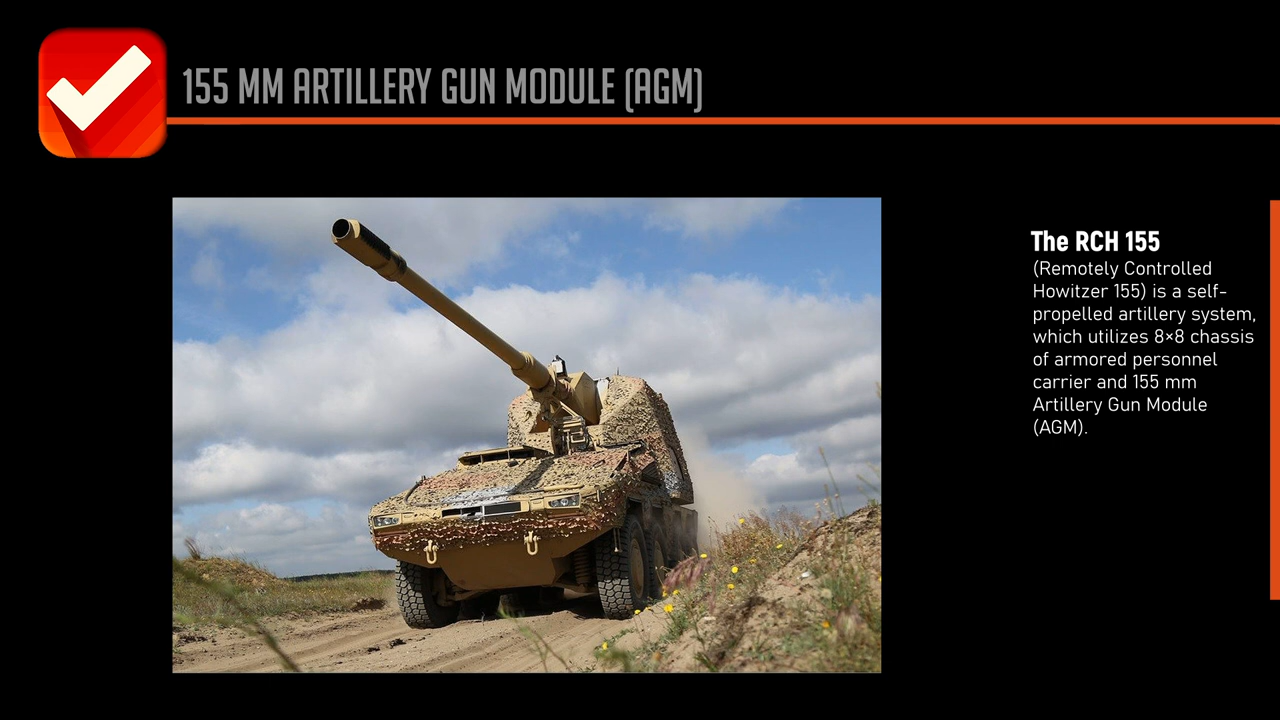 155 MM ARTILLERY GUN MODULE (AGM)
The RCH 155
(Remotely Controlled
Howitzer 155) is a self-
propelled artillery system,
which utilizes 8×8 chassis
of armored personnel
carrier and 155 mm
Artillery Gun Module
(AGM).